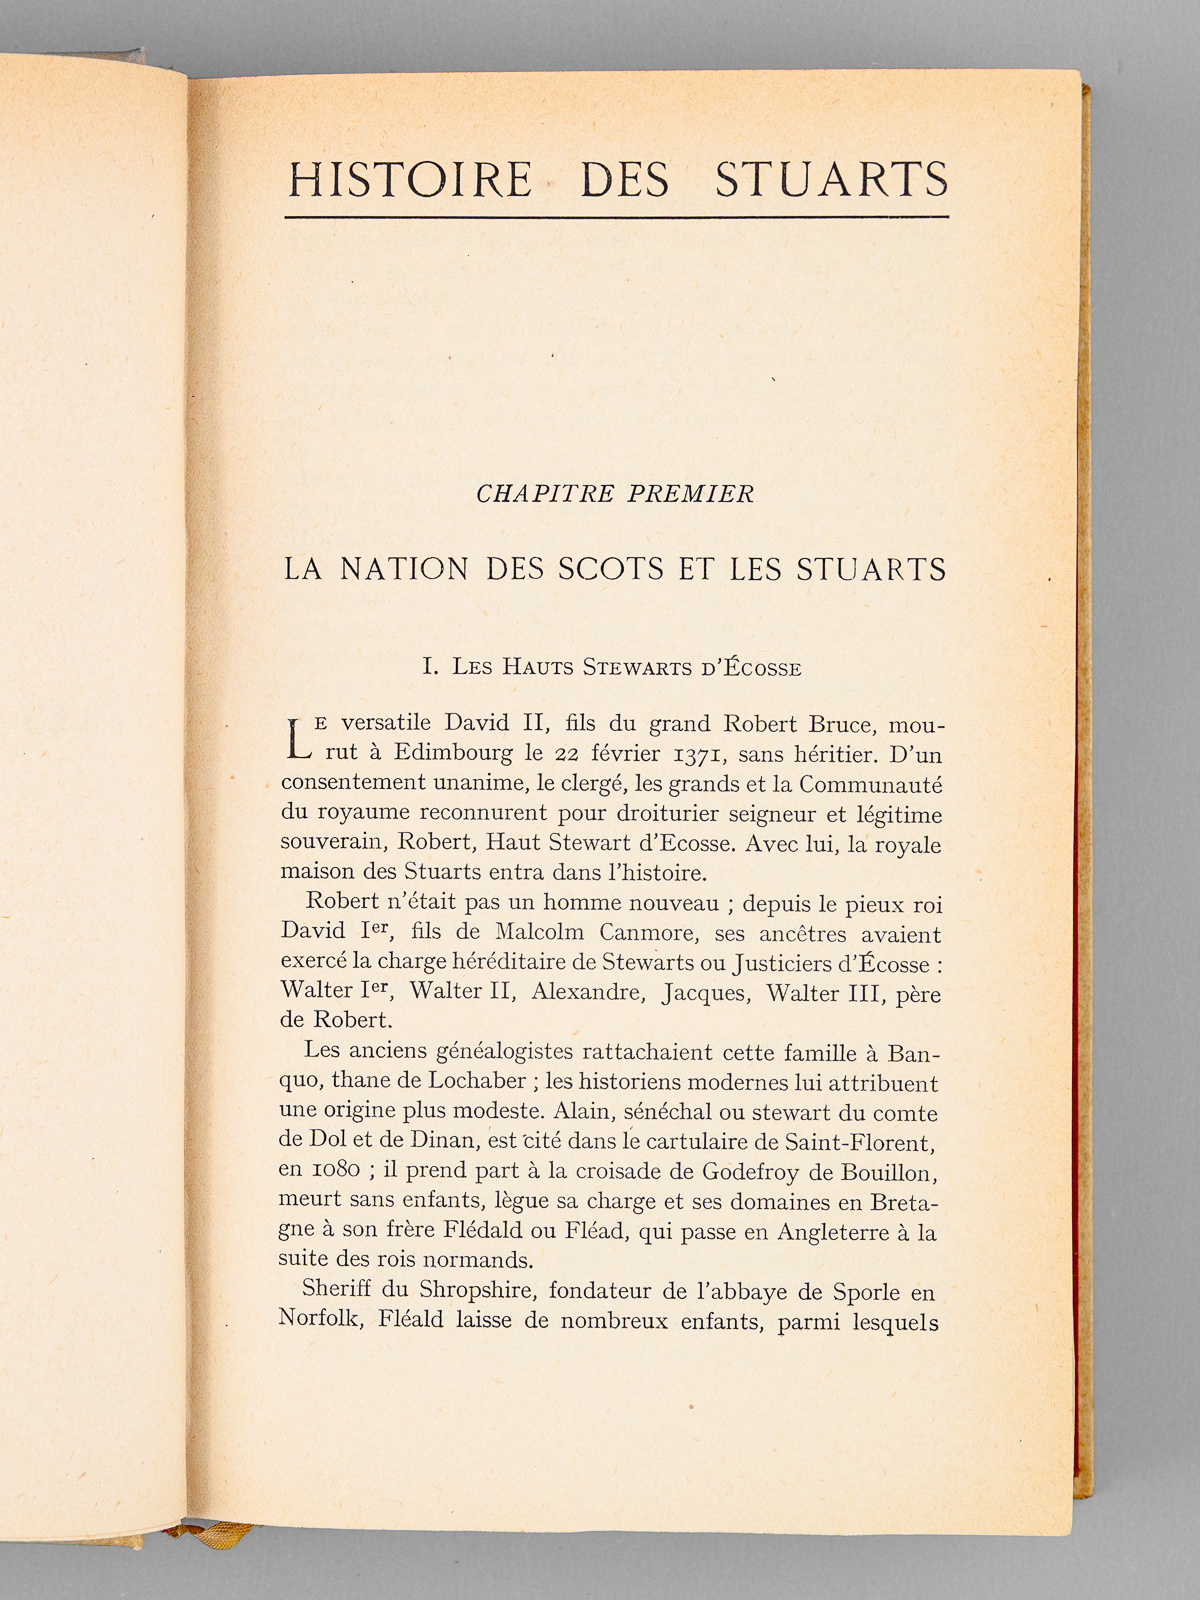 HISTOIRE DES STUARTS
CHAPITRE PREMIER
LA NATION DES SCOTS ET LES STUARTS
I. Les Hauts Stewarts d'Écosse
Le versatile David II, fils du grand Robert Bruce, mou-
rut à Edimbourg le 22 février 1371, sans héritier. D'un
consentement unanime, le clergé, les grands et la Communauté
du royaume reconnurent pour droiturier seigneur et légitime
souverain, Robert, Haut Stewart d'Ecosse. Avec lui, la royale
maison des Stuarts entra dans l'histoire.
Robert n'était pas un homme nouveau ; depuis le pieux roi
David Ier, fils de Malcolm Canmore, ses ancêtres avaient
exercé la charge héréditaire de Stewarts ou Justiciers d'Écosse :
Walter Ier, Walter II, Alexandre, Jacques, Walter III, père
de Robert.
Les anciens généalogistes rattachaient cette famille à Ban-
quo, thane de Lochaber ; les historiens modernes lui attribuent
une origine plus modeste. Alain, sénéchal ou stewart du comte
de Dol et de Dinan, est cité dans le cartulaire de Saint-Florent,
en 1080 ; il prend part à la croisade de Godefroy de Bouillon,
meurt sans enfants, lègue sa charge et ses domaines en Breta-
gne à son frère Flédald ou Fléad, qui passe en Angleterre à la
suite des rois normands.
Sheriff du Shropshire, fondateur de l'abbaye de Sporle en
Norfolk, Fléald laisse de nombreux enfants, parmi lesquels